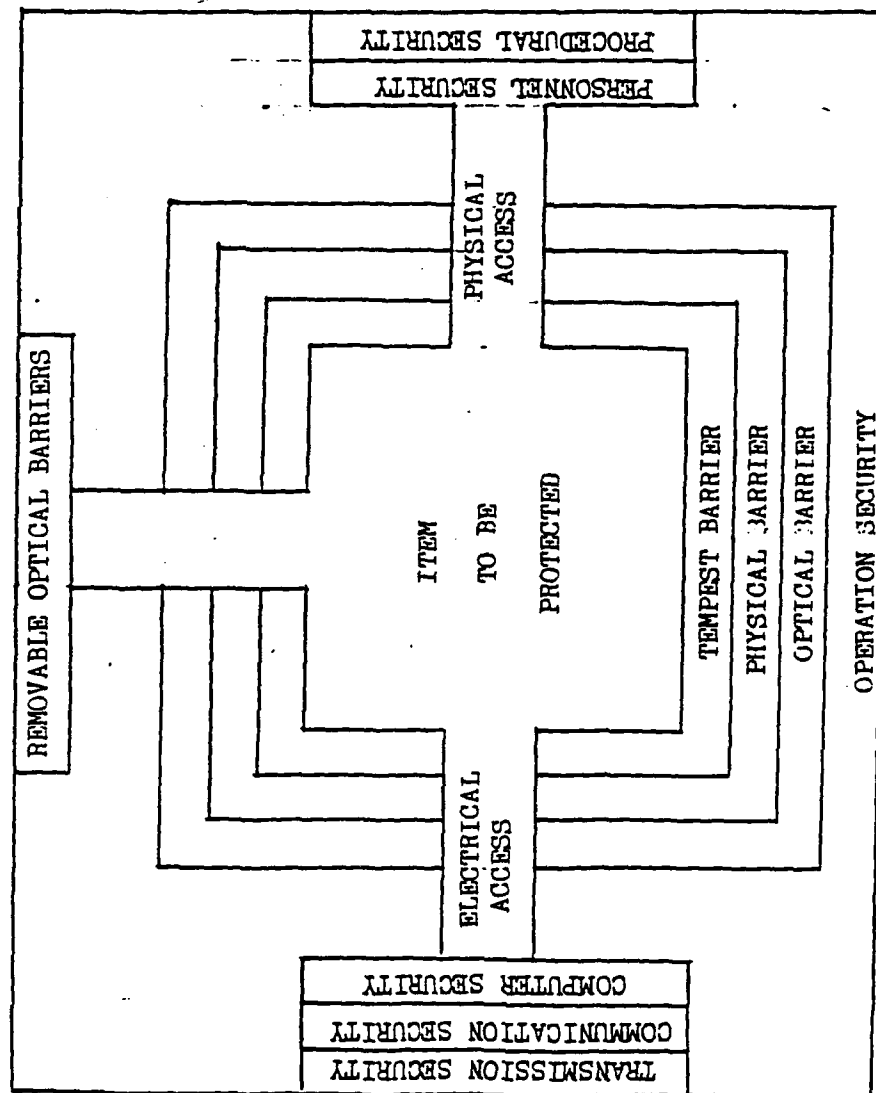 REMOVABLE OPTICAL BARRIERS
TRANSMISSION SECURITY
COMMUNICATION SECURITY
COMPUTER SECURITY
ELECTRICAL
ACCESS
ITEM
TO BE
PROTECTED
PHYSICAL
ACCESS
PERSONNEL SECURITY
PROCEDURAL SECURITY
TEMPEST BARRIER
PHYSICAL BARRIER
OPTICAL BARRIER
OPERATION SECURITY